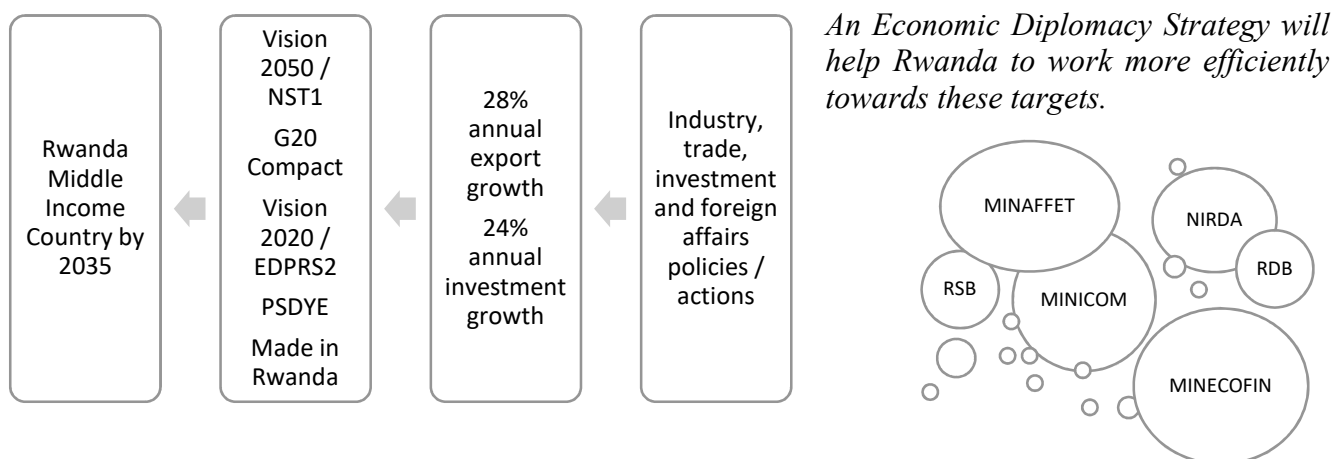 Rwanda
Middle
Income
Country by
2035
Vision
2050 /
NST1
G20
Compact
Vision
2020 /
EDPRS2
PSDYE
Made in
Rwanda
28%
annual
export
growth
24%
annual
investment
growth
Industry,
trade,
investment
and foreign
affairs
policies /
actions
An Economic Diplomacy Strategy will
help Rwanda to work more efficiently
towards these targets.
MINAFFET
NIRDA
RSB
MINICOM
RDB
MINECOFIN